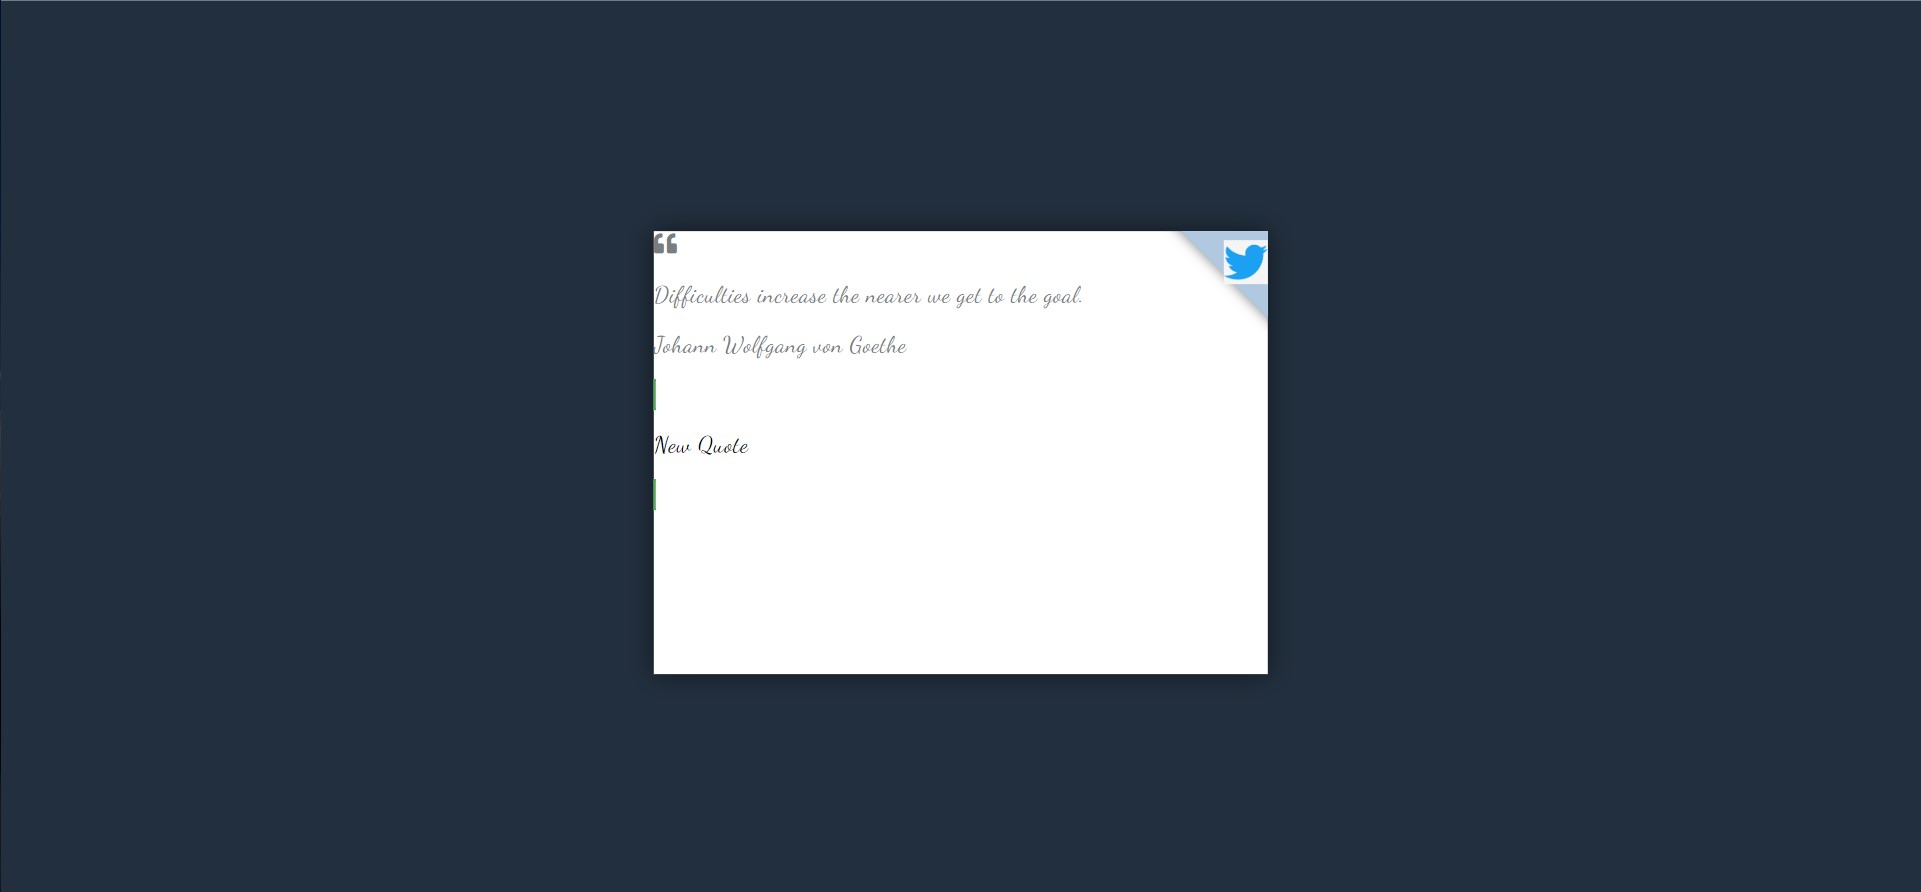 “
Difficulties increase the nearer we get to the goal.
Johann Wolfgang von Goethe
New Quote